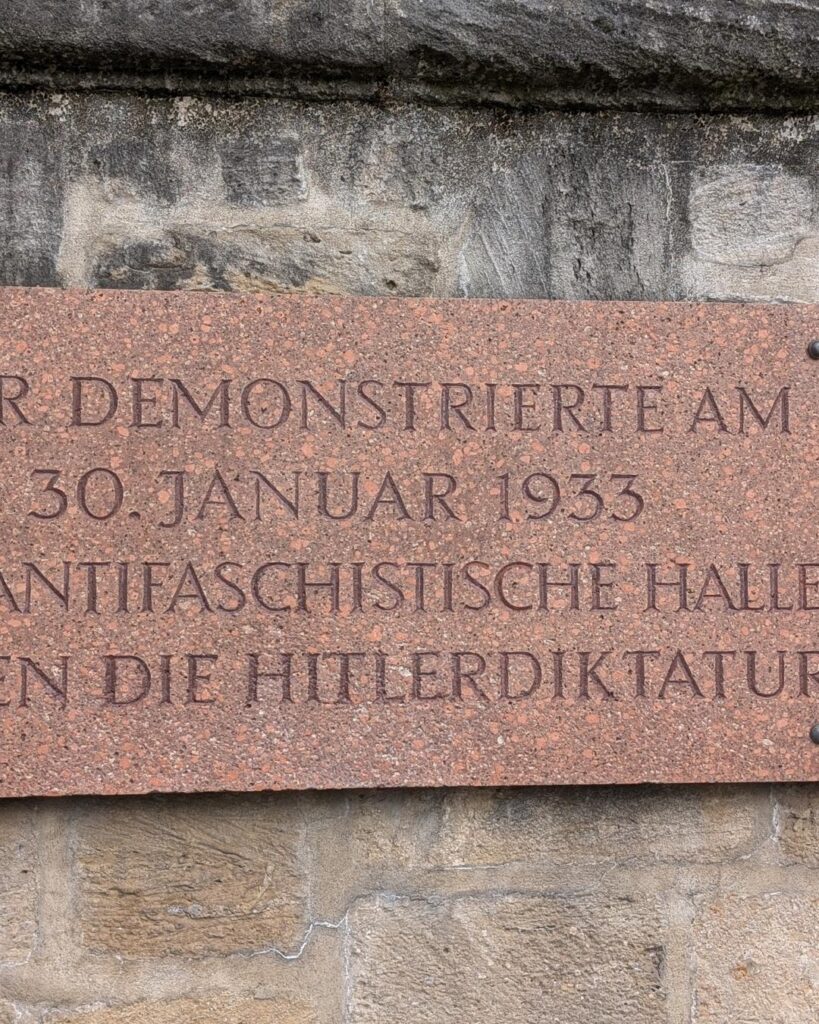 R DEMONSTRIERTE AM
30. JANUAR 1933
ANTIFASCHISTISCHE HALLE
EN DIE HITLERDIKTATUR